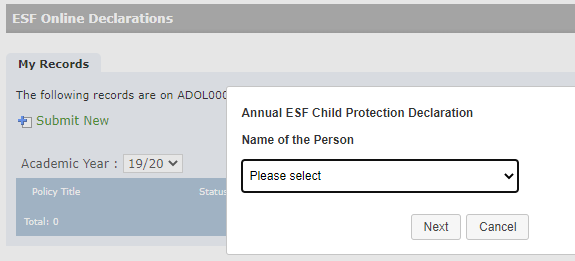 ESF Online Declarations
My Records
The following records are on ADOL000
Submit New
Annual ESF Child Protection Declaration
Name of the Person
Please select
Academic Year : 19/20
Policy Title Status
Total: 0
Next Cancel